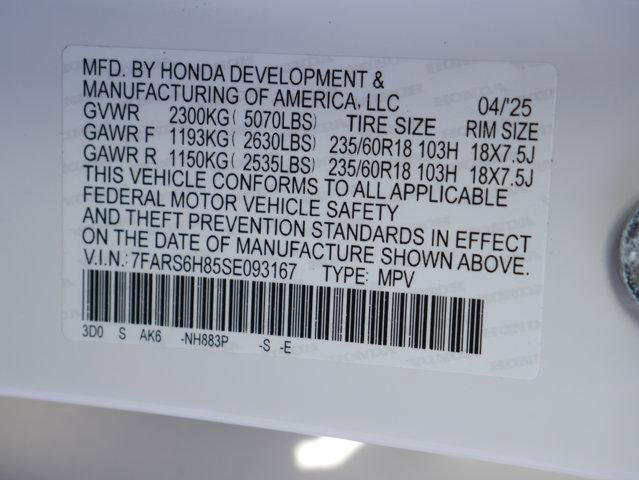 MFD. BY HONDA DEVELOPMENT &
MANUFACTURING OF AMERICA, LLC 04/'25
GVWR 2300KG( 5070LBS) TIRE SIZE RIM SIZE
GAWR F 1193KG( 2630LBS) 235/60R18 103H 18X7.5J
GAWR R 1150KG( 2535LBS) 235/60R18 103H 18X7.5J
THIS VEHICLE CONFORMS TO ALL APPLICABLE
FEDERAL MOTOR VEHICLE SAFETY
AND THEFT PREVENTION STANDARDS IN EFFECT
ON THE DATE OF MANUFACTURE SHOWN ABOVE.
V.I.N.: 7FARS6H85SE093167 TYPE: MPV
3D0 S AK6 -NH883P -S -E